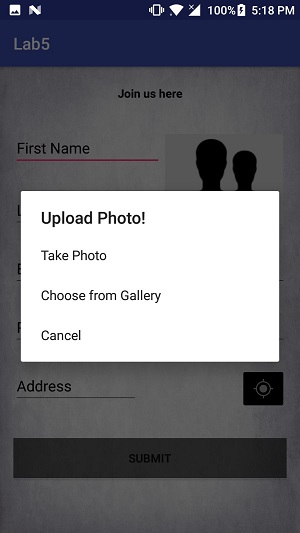 100% 5:18 PM
Lab5
Join us here
First Name
Upload Photo!
Take Photo
Choose from Gallery
Cancel
Address
SUBMIT